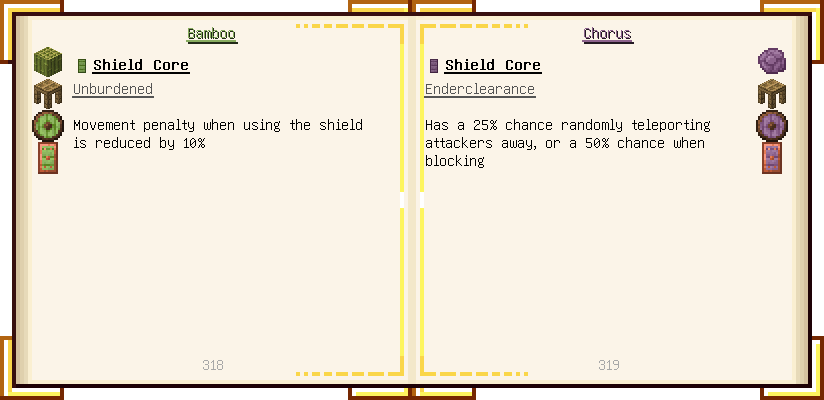 Bamboo
Shield Core
Unburdened
Movement penalty when using the shield
is reduced by 10%
318
Chorus
Shield Core
Enderclearance
Has a 25% chance randomly teleporting
attackers away, or a 50% chance when
blocking
319